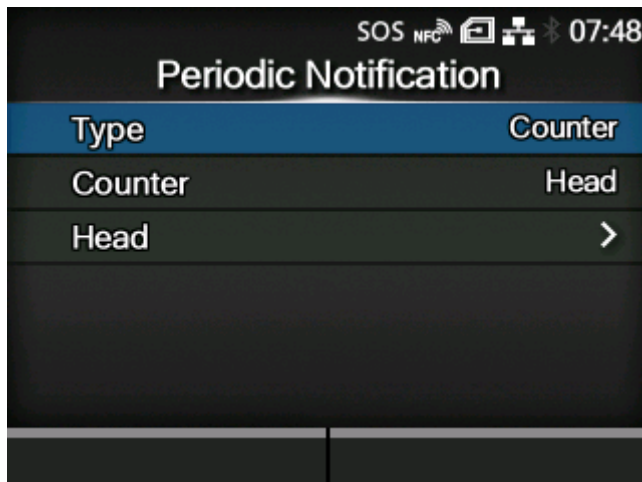 SOS NFC 07:48
Periodic Notification
Type Counter
Counter Head
Head >